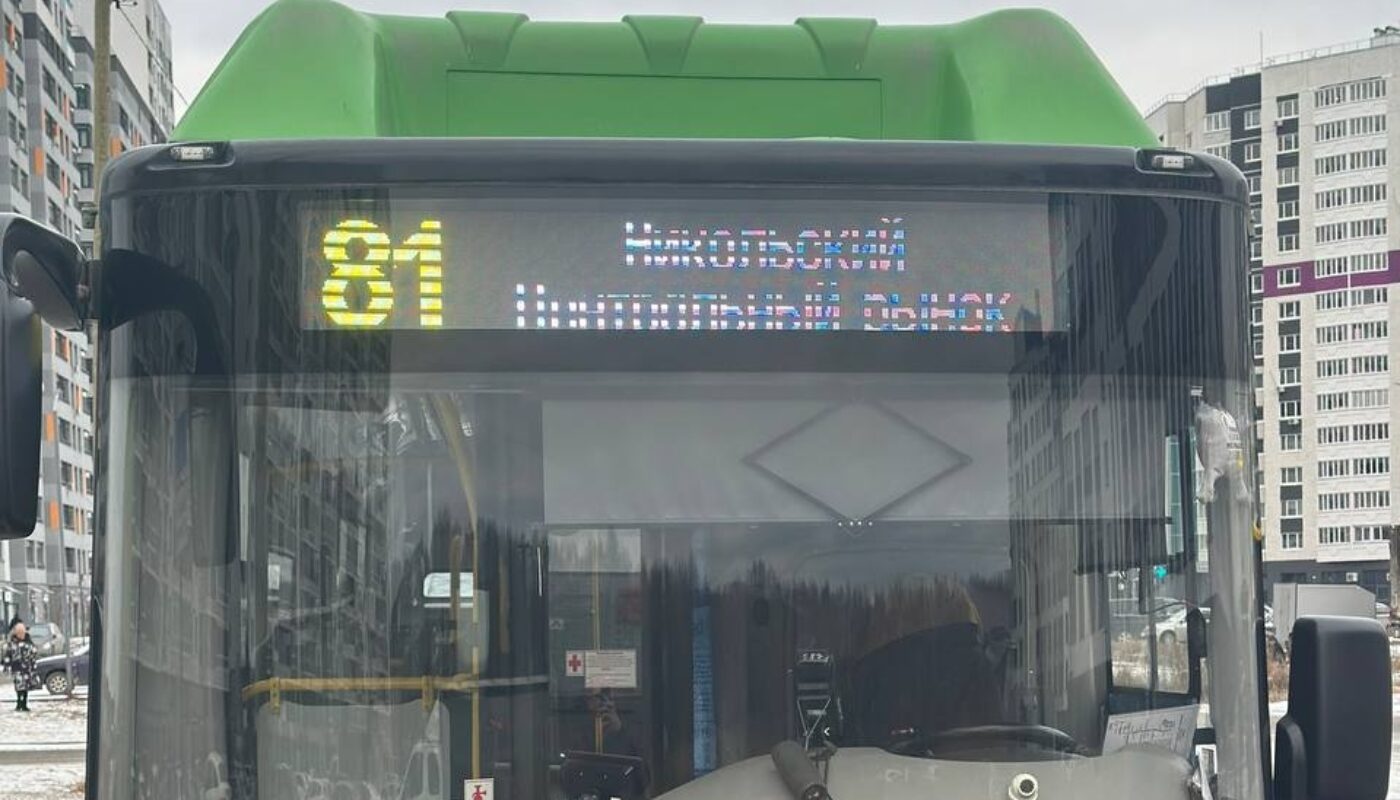 81
Никольский
Центральный рынок